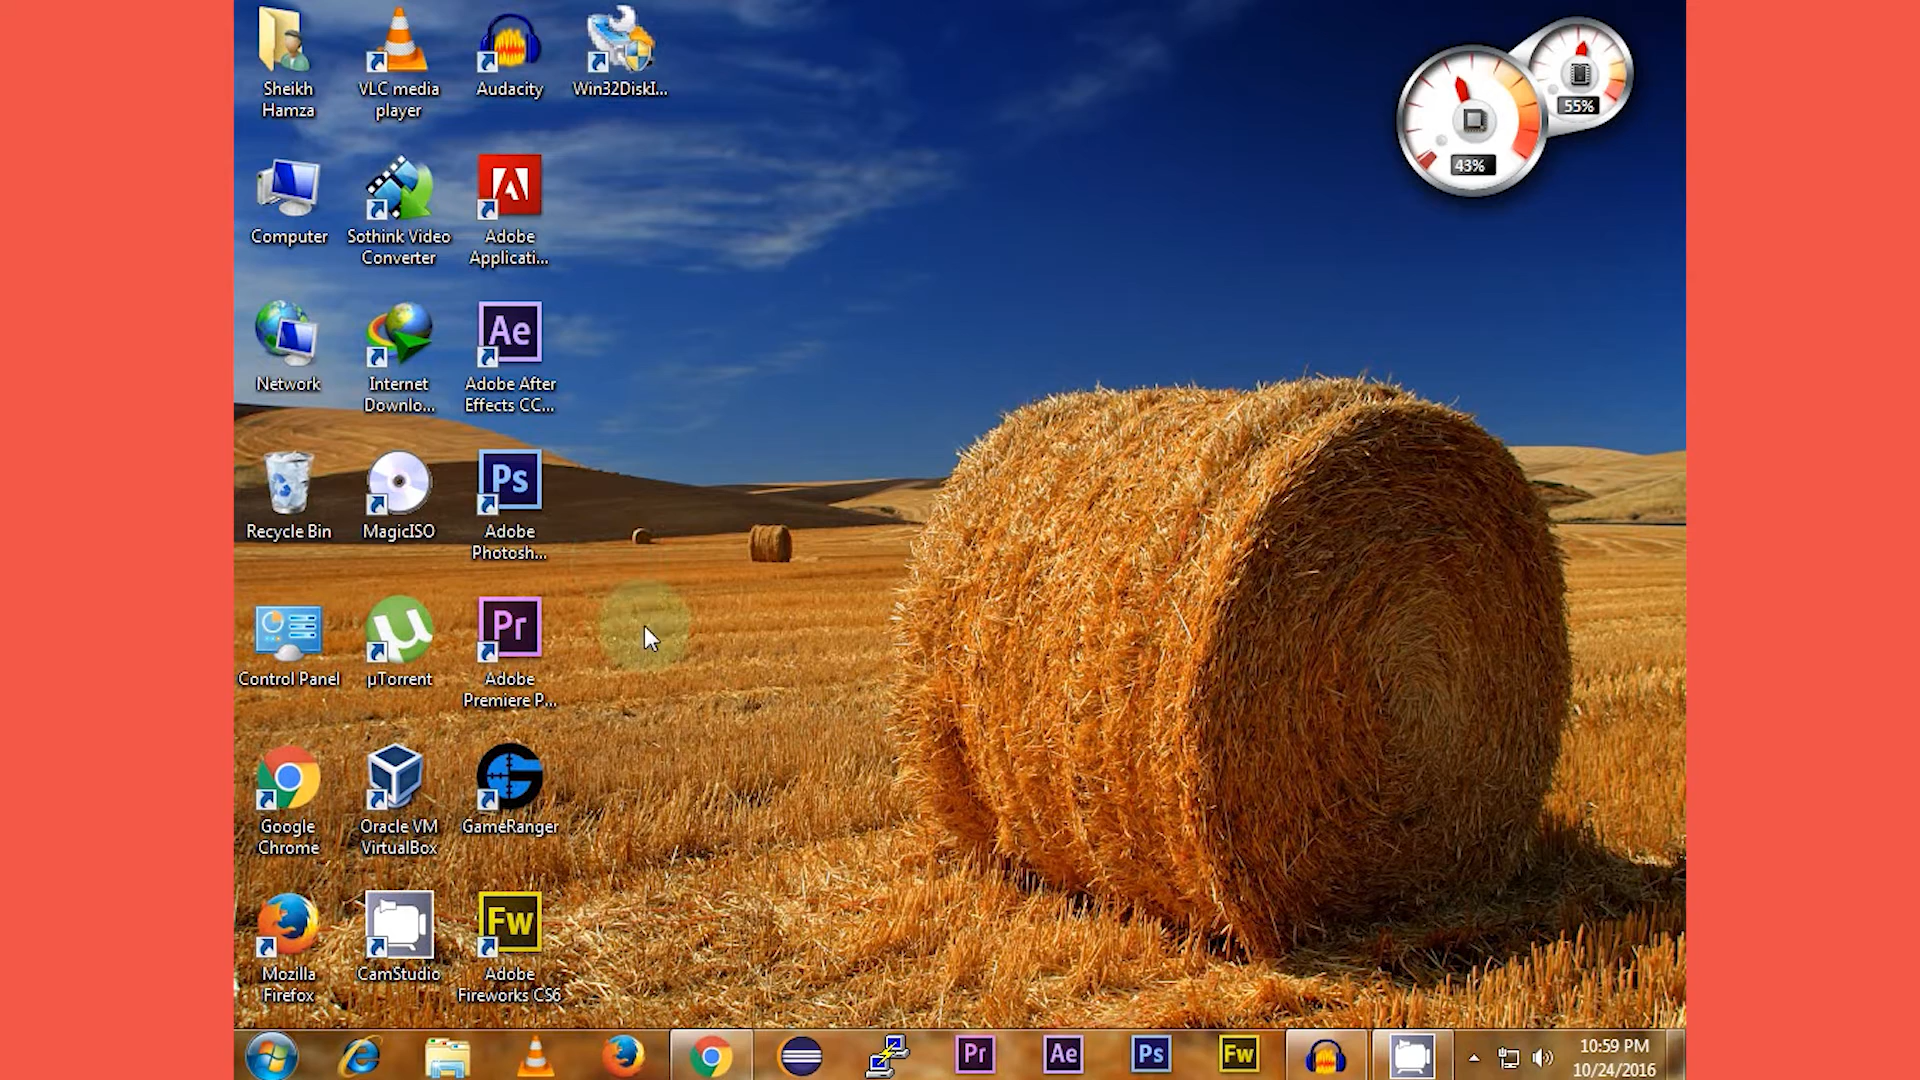 Sheikh
Hamza
VLC media
player
Audacity
Win32DiskI...
55%
43%
Computer
Sothink Video
Converter
Adobe
Applicati...
Network
Internet
Downlo...
Ae
Adobe After
Effects CC...
Recycle Bin
MagicISO
Ps
Adobe
Photosh...
Control Panel
µTorrent
Pr
Adobe
Premiere P...
Google
Chrome
Oracle VM
VirtualBox
GameRanger
Mozilla
Firefox
CamStudio
Fw
Adobe
Fireworks CS6
Pr
Ae
Ps
Fw
10:59 PM
10/24/2016